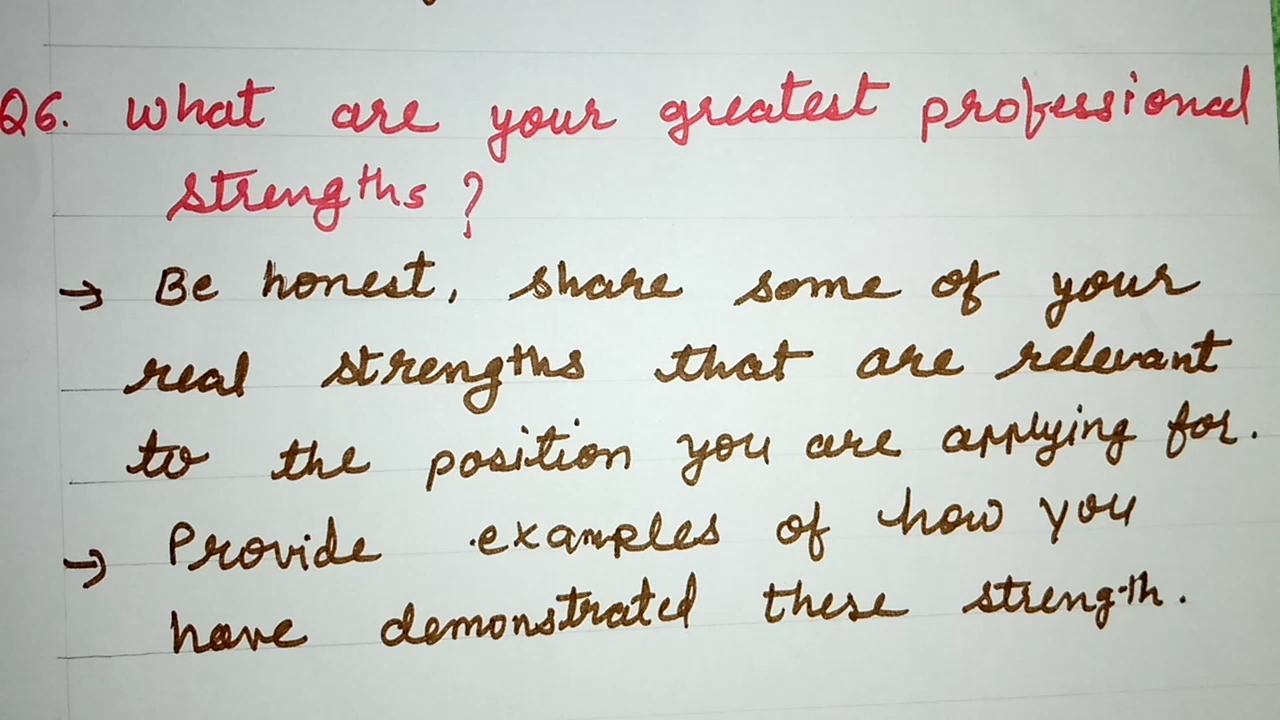 Q6. What are your greatest professional
strengths ?
→ Be honest, share some of your
real strengths that are relevant
to the position you are applying for.
→ Provide examples of how you
have demonstrated these strength.